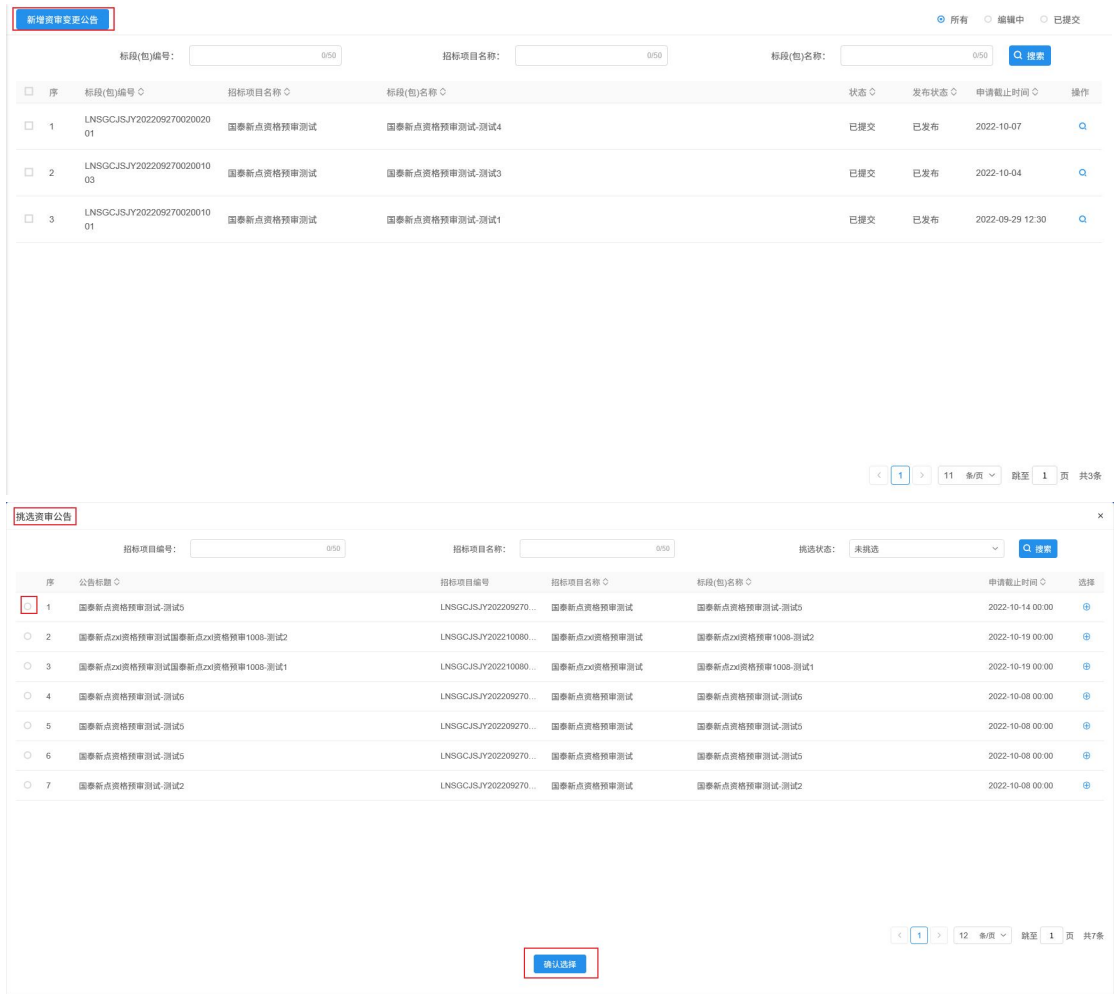 新增资审变更公告 所有 编辑中 已提交
标段(包)编号： 0/50 招标项目名称： 0/50 标段(包)名称： 0/50 搜索
序 标段(包)编号 招标项目名称 标段(包)名称 状态 发布状态 申请截止时间 操作
1 LNSGCJSJY20220927002002001 国泰新点资格预审测试 国泰新点资格预审测试-测试4 已提交 已发布 2022-10-07
2 LNSGCJSJY20220927002001003 国泰新点资格预审测试 国泰新点资格预审测试-测试3 已提交 已发布 2022-10-04
3 LNSGCJSJY20220927002001001 国泰新点资格预审测试 国泰新点资格预审测试-测试1 已提交 已发布 2022-09-29 12:30
1 11 条/页 跳至 1 页 共3条
挑选资审公告 ×
招标项目编号： 0/50 招标项目名称： 0/50 挑选状态： 未挑选 搜索
序 公告标题 招标项目编号 招标项目名称 标段(包)名称 申请截止时间 选择
1 国泰新点资格预审测试-测试5 LNSGCJSJY202209270... 国泰新点资格预审测试 国泰新点资格预审测试-测试5 2022-10-14 00:00
2 国泰新点zxl资格预审测试国泰新点zxl资格预审1008-测试2 LNSGCJSJY202210080... 国泰新点zxl资格预审测试 国泰新点zxl资格预审1008-测试2 2022-10-19 00:00
3 国泰新点zxl资格预审测试国泰新点zxl资格预审1008-测试1 LNSGCJSJY202210080... 国泰新点zxl资格预审测试 国泰新点zxl资格预审1008-测试1 2022-10-19 00:00
4 国泰新点资格预审测试-测试6 LNSGCJSJY202209270... 国泰新点资格预审测试 国泰新点资格预审测试-测试6 2022-10-08 00:00
5 国泰新点资格预审测试-测试5 LNSGCJSJY202209270... 国泰新点资格预审测试 国泰新点资格预审测试-测试5 2022-10-08 00:00
6 国泰新点资格预审测试-测试5 LNSGCJSJY202209270... 国泰新点资格预审测试 国泰新点资格预审测试-测试5 2022-10-08 00:00
7 国泰新点资格预审测试-测试2 LNSGCJSJY202209270... 国泰新点资格预审测试 国泰新点资格预审测试-测试2 2022-10-08 00:00
1 12 条/页 跳至 1 页 共7条
确认选择